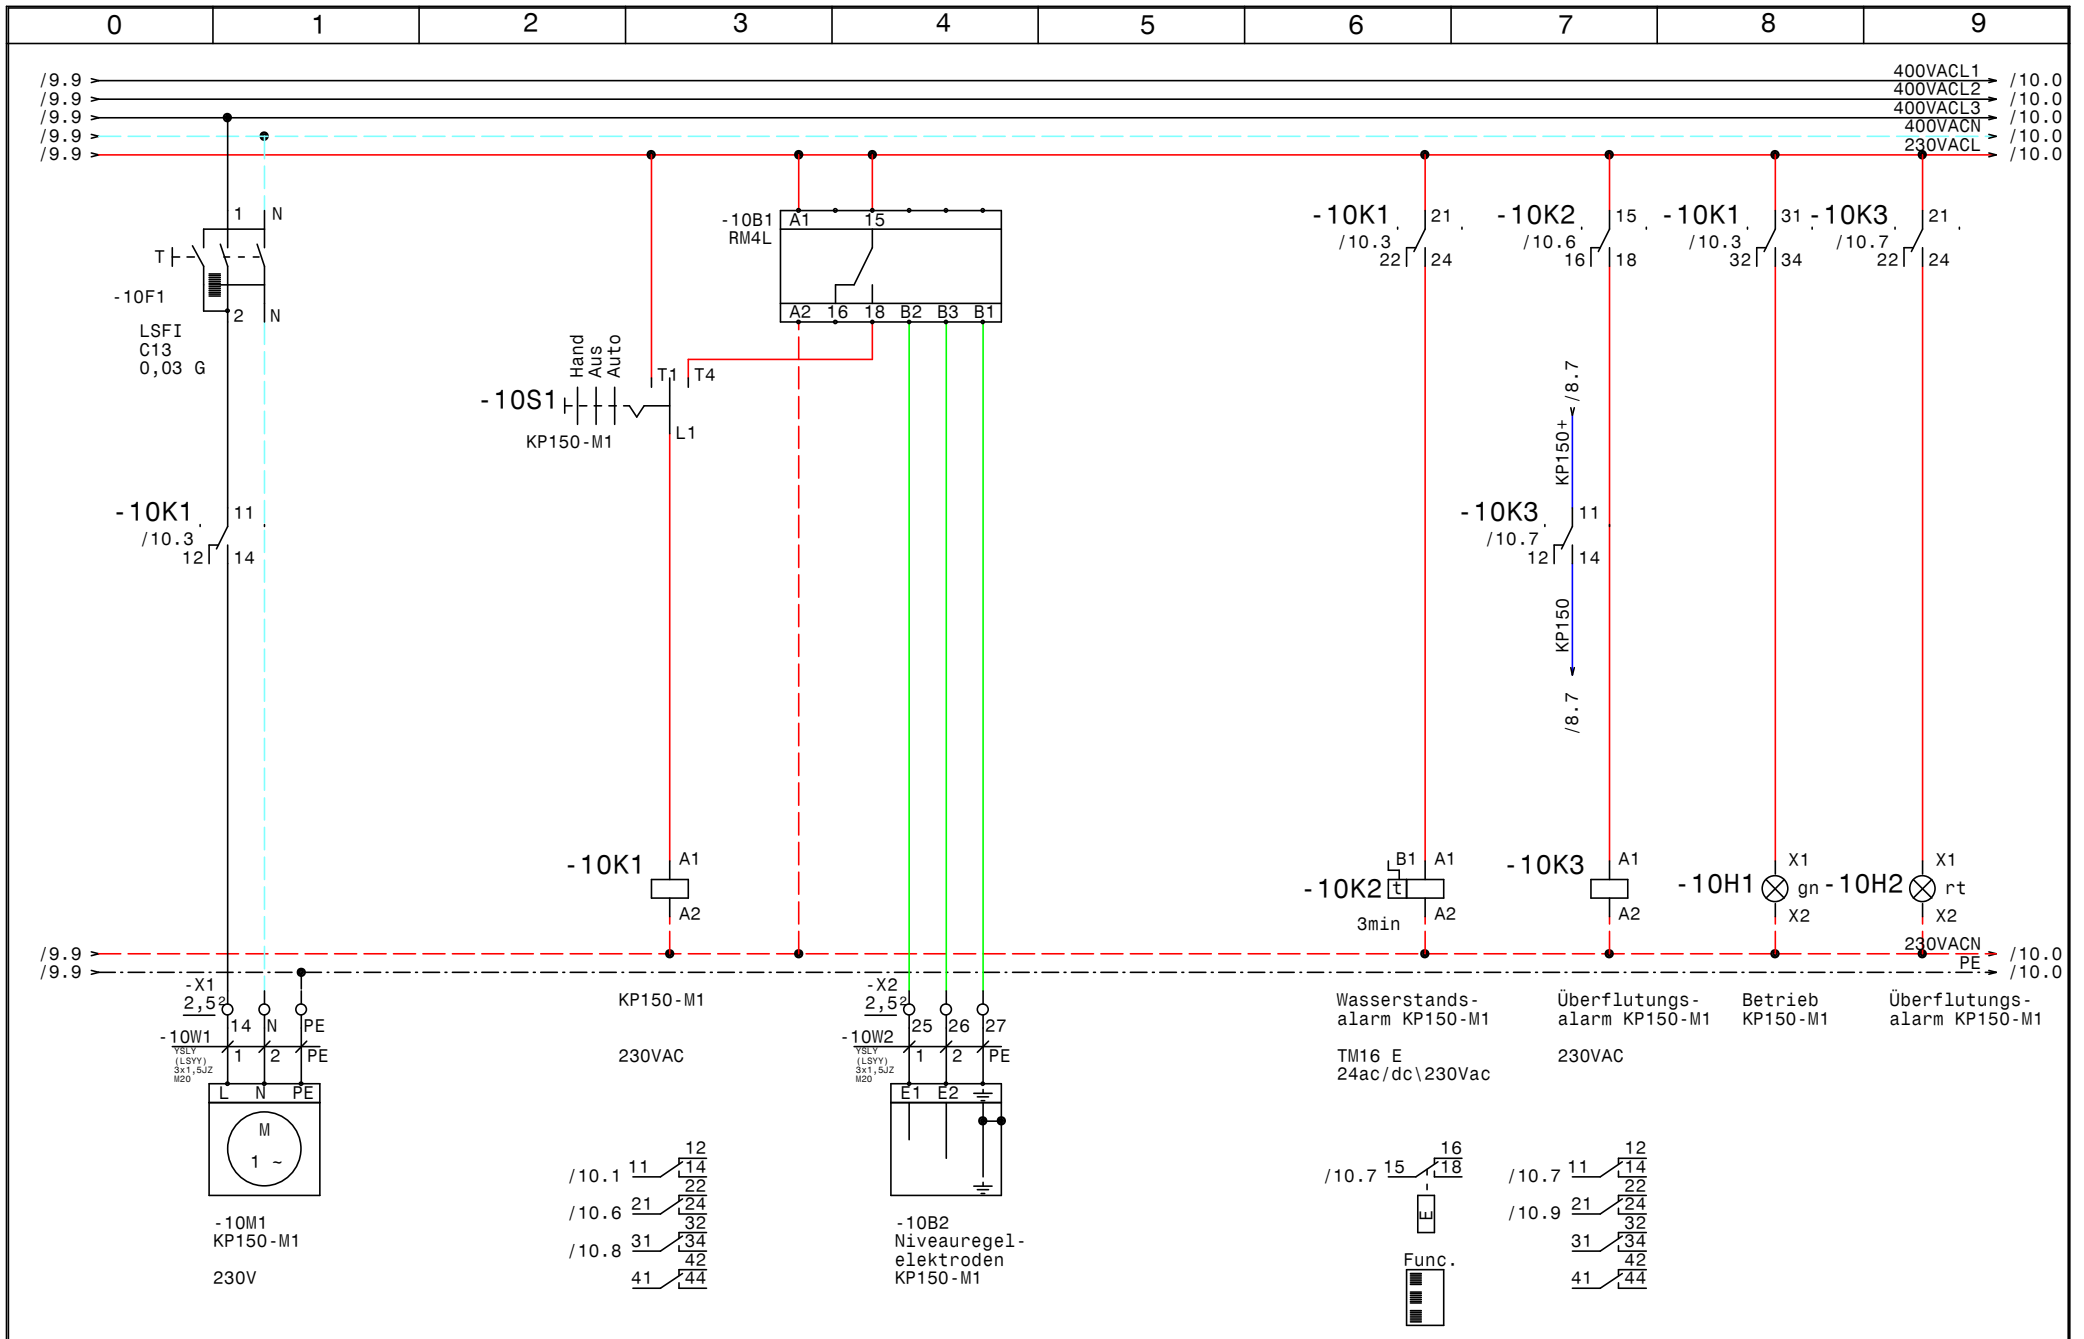 0 1 2 3 4 5 6 7 8 9
/9.9 400VACL1 /10.0
/9.9 400VACL2 /10.0
/9.9 400VACL3 /10.0
/9.9 400VACN /10.0
/9.9 230VACL /10.0
1 N
T
-10F1
2 N
LSFI
C13
0,03 G
-10K1
/10.3
11
12 14
Hand
Aus
Auto
-10S1
T1 T4
L1
KP150-M1
-10B1
RM4L
A1 15
A2 16 18 B2 B3 B1
-10K1
/10.3
21
22 24
-10K2
/10.6
15
16 18
-10K1
/10.3
31
32 34
-10K3
/10.7
21
22 24
/8.7
KP150+
-10K3
/10.7
11
12 14
KP150
/8.7
-10K1
A1
A2
-10K2
B1 A1
t
A2
3min
-10K3
A1
A2
-10H1
X1
gn
X2
-10H2
X1
rt
X2
/9.9 230VACN /10.0
/9.9 PE /10.0
-X1
2,5²
14 N PE
-10W1
YSLY
(LSYY)
3x1,5JZ
M20
1 2 PE
L N PE
M
1 ~
-10M1
KP150-M1
230V
KP150-M1
230VAC
12
/10.1 11 14
22
/10.6 21 24
32
/10.8 31 34
42
41 44
-X2
2,5²
25 26 27
-10W2
YSLY
(LSYY)
3x1,5JZ
M20
1 2 PE
E1 E2
-10B2
Niveauregel-
elektroden
KP150-M1
Wasserstands-
alarm KP150-M1
TM16 E
24ac/dc\230Vac
16
/10.7 15 18
E
Func.
Überflutungs-
alarm KP150-M1
230VAC
12
/10.7 11 14
22
/10.9 21 24
32
31 34
42
41 44
Betrieb
KP150-M1
Überflutungs-
alarm KP150-M1